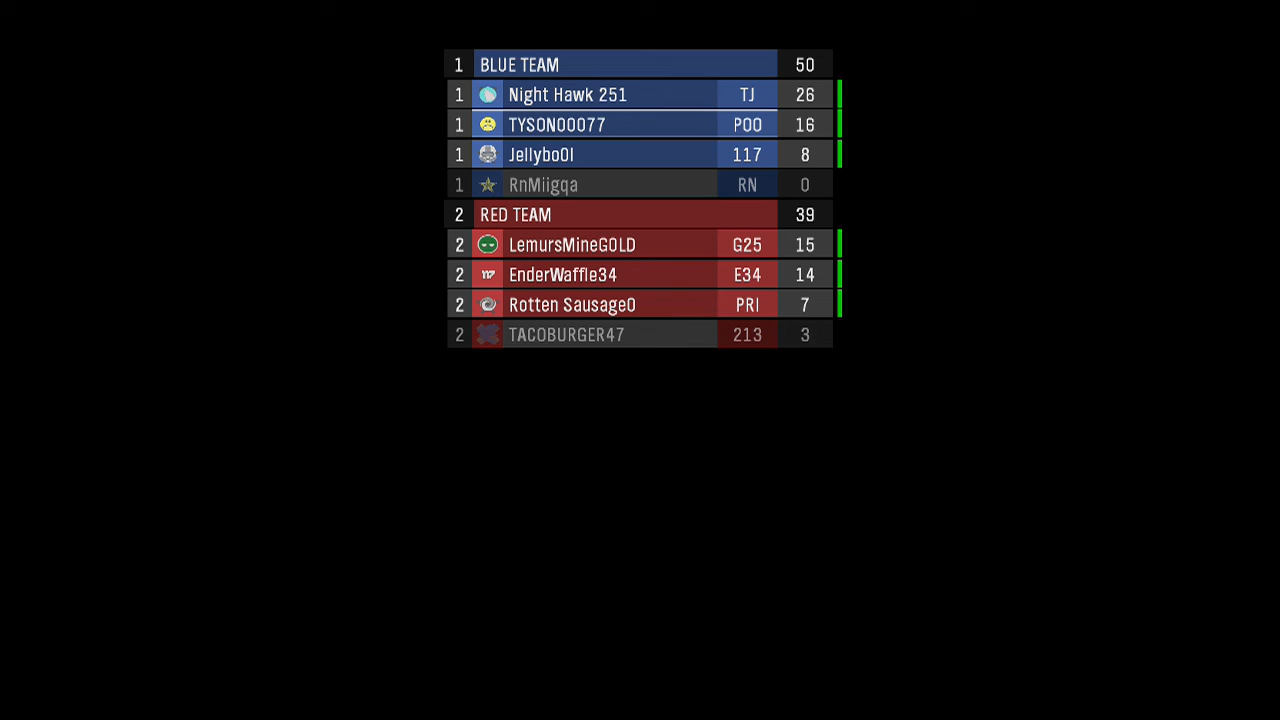 1 BLUE TEAM 50
1 Night Hawk 251 TJ 26
1 TYSON00077 POO 16
1 Jellybo0l 117 8
1 RnMiigqa RN 0
2 RED TEAM 39
2 LemursMineGOLD G25 15
2 EnderWaffle34 E34 14
2 Rotten Sausage0 PRI 7
2 TACOBURGER47 213 3